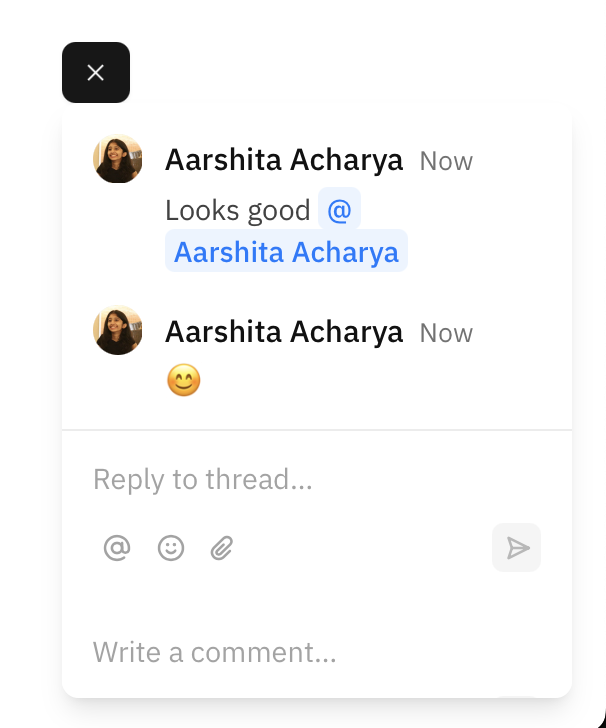 Aarshita Acharya Now
Looks good @
Aarshita Acharya
Aarshita Acharya Now
😊
Reply to thread...
Write a comment...